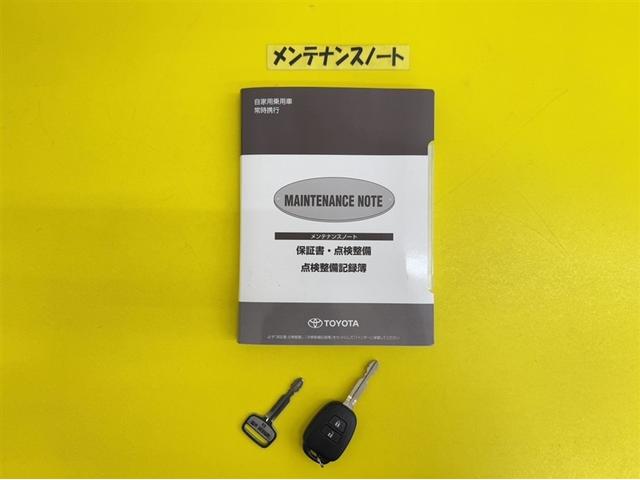 メンテナンスノート
自家用乗用車
常時携行
MAINTENANCE NOTE
メンテナンスノート
保証書・点検整備
点検整備記録簿
TOYOTA